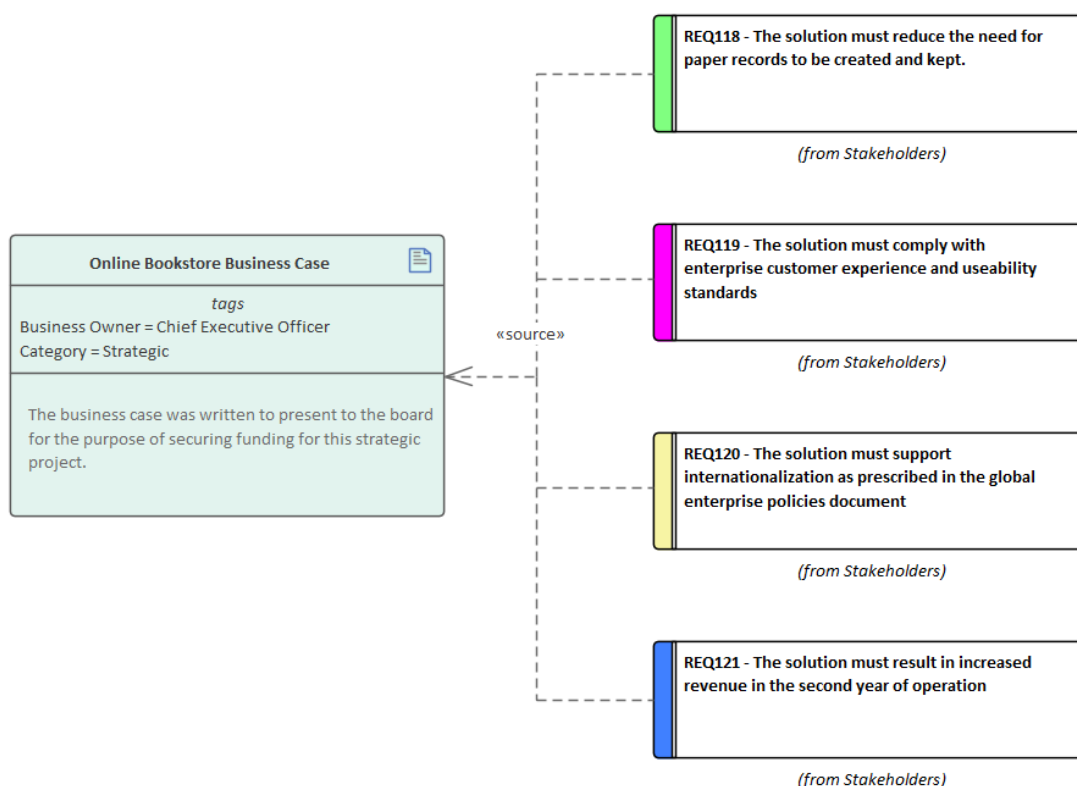 REQ118 - The solution must reduce the need for
paper records to be created and kept.
(from Stakeholders)
REQ119 - The solution must comply with
enterprise customer experience and useability
standards
(from Stakeholders)
Online Bookstore Business Case
tags
Business Owner = Chief Executive Officer
Category = Strategic
The business case was written to present to the board
for the purpose of securing funding for this strategic
project.
«source»
REQ120 - The solution must support
internationalization as prescribed in the global
enterprise policies document
(from Stakeholders)
REQ121 - The solution must result in increased
revenue in the second year of operation
(from Stakeholders)